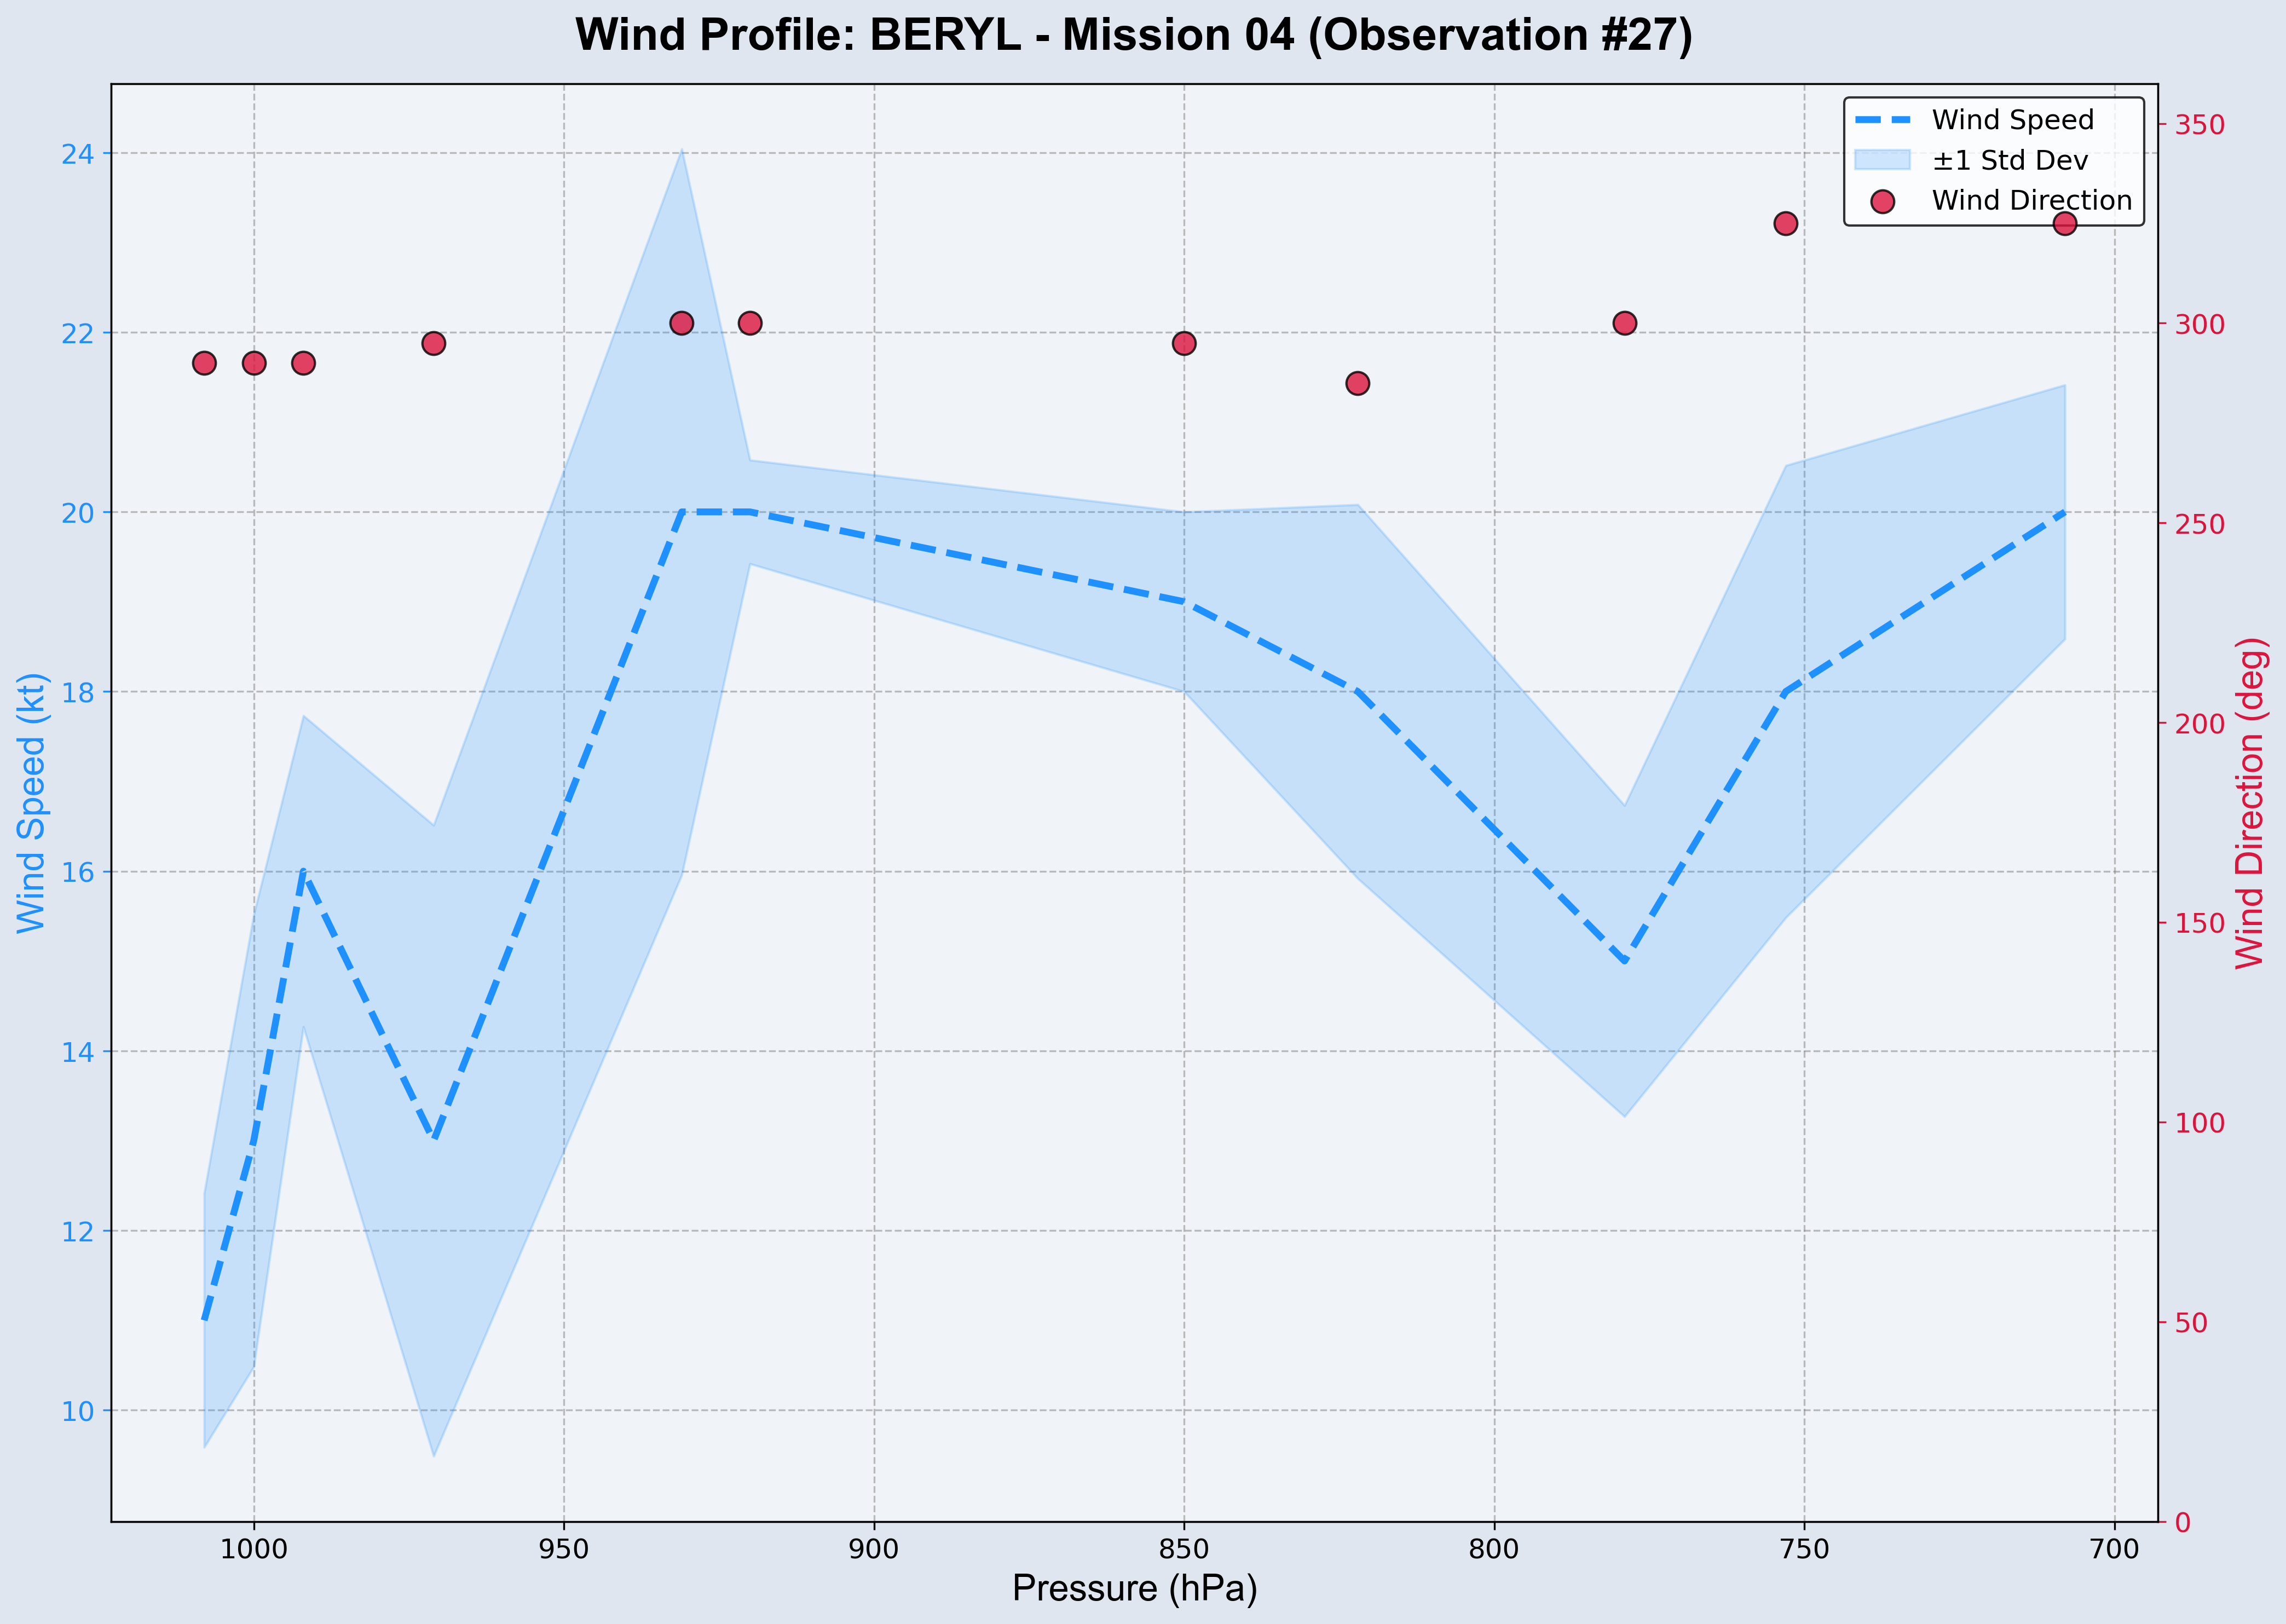 Wind Profile: BERYL - Mission 04 (Observation #27)
Wind Speed
±1 Std Dev
Wind Direction
24
22
20
18
16
14
12
10
Wind Speed (kt)
350
300
250
200
150
100
50
0
Wind Direction (deg)
1000 950 900 850 800 750 700
Pressure (hPa)